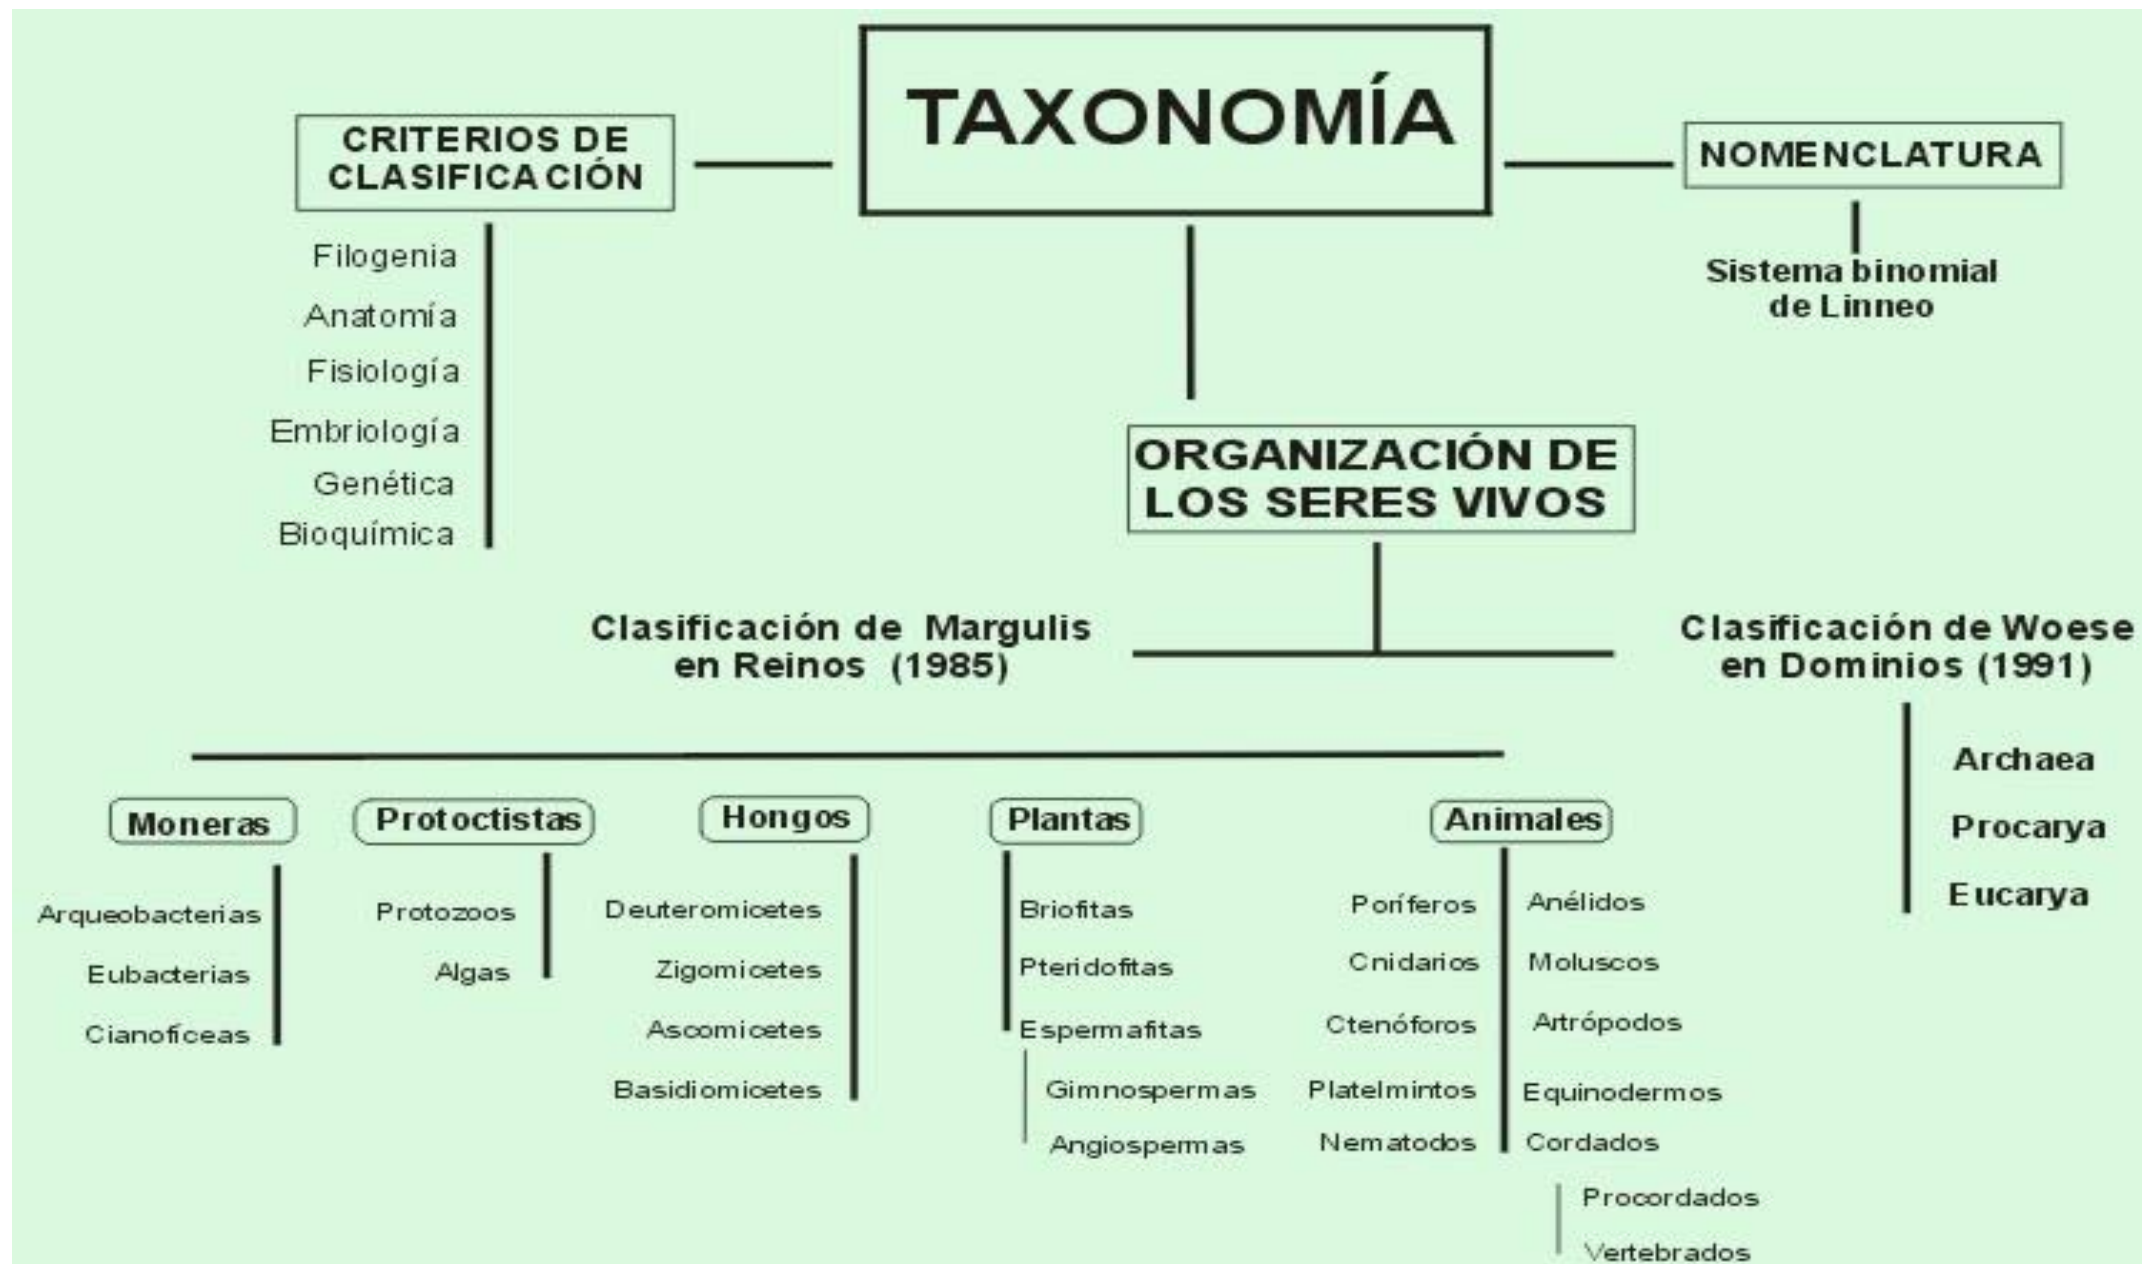 TAXONOMÍA
CRITERIOS DE
CLASIFICACIÓN
Filogenia
Anatomía
Fisiología
Embriología
Genética
Bioquímica
NOMENCLATURA
Sistema binomial
de Linneo
ORGANIZACIÓN DE
LOS SERES VIVOS
Clasificación de Margulis
en Reinos (1985)
Clasificación de Woese
en Dominios (1991)
Archaea
Procarya
Eucarya
Moneras
Arqueobacterias
Eubacterias
Cianofíceas
Protoctistas
Protozoos
Algas
Hongos
Deuteromicetes
Zigomicetes
Ascomicetes
Basidiomicetes
Plantas
Briofitas
Pteridofitas
Espermafitas
Gimnospermas
Angiospermas
Animales
Poríferos
Cnidarios
Ctenóforos
Platelmintos
Nematodos
Anélidos
Moluscos
Artrópodos
Equinodermos
Cordados
Procordados
Vertebrados